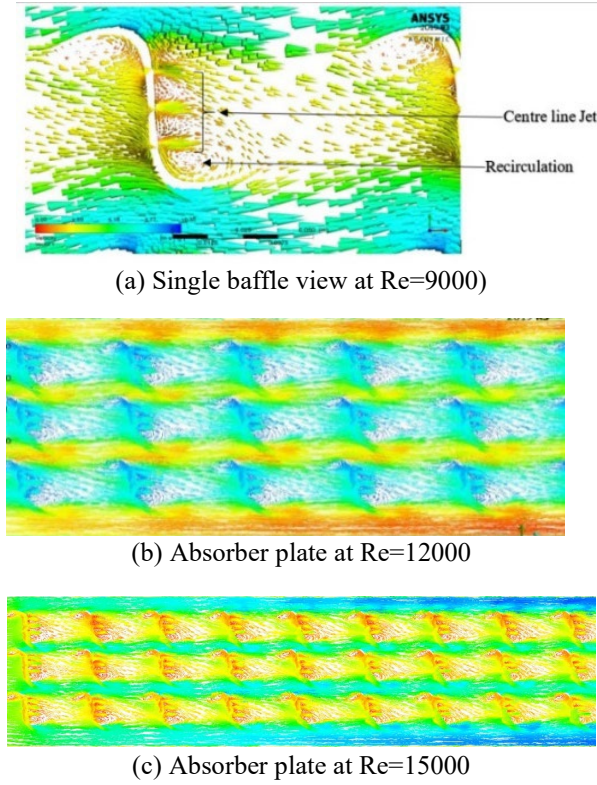 ANSYS
Centre line Jet
Recirculation
(a) Single baffle view at Re=9000)
(b) Absorber plate at Re=12000
(c) Absorber plate at Re=15000